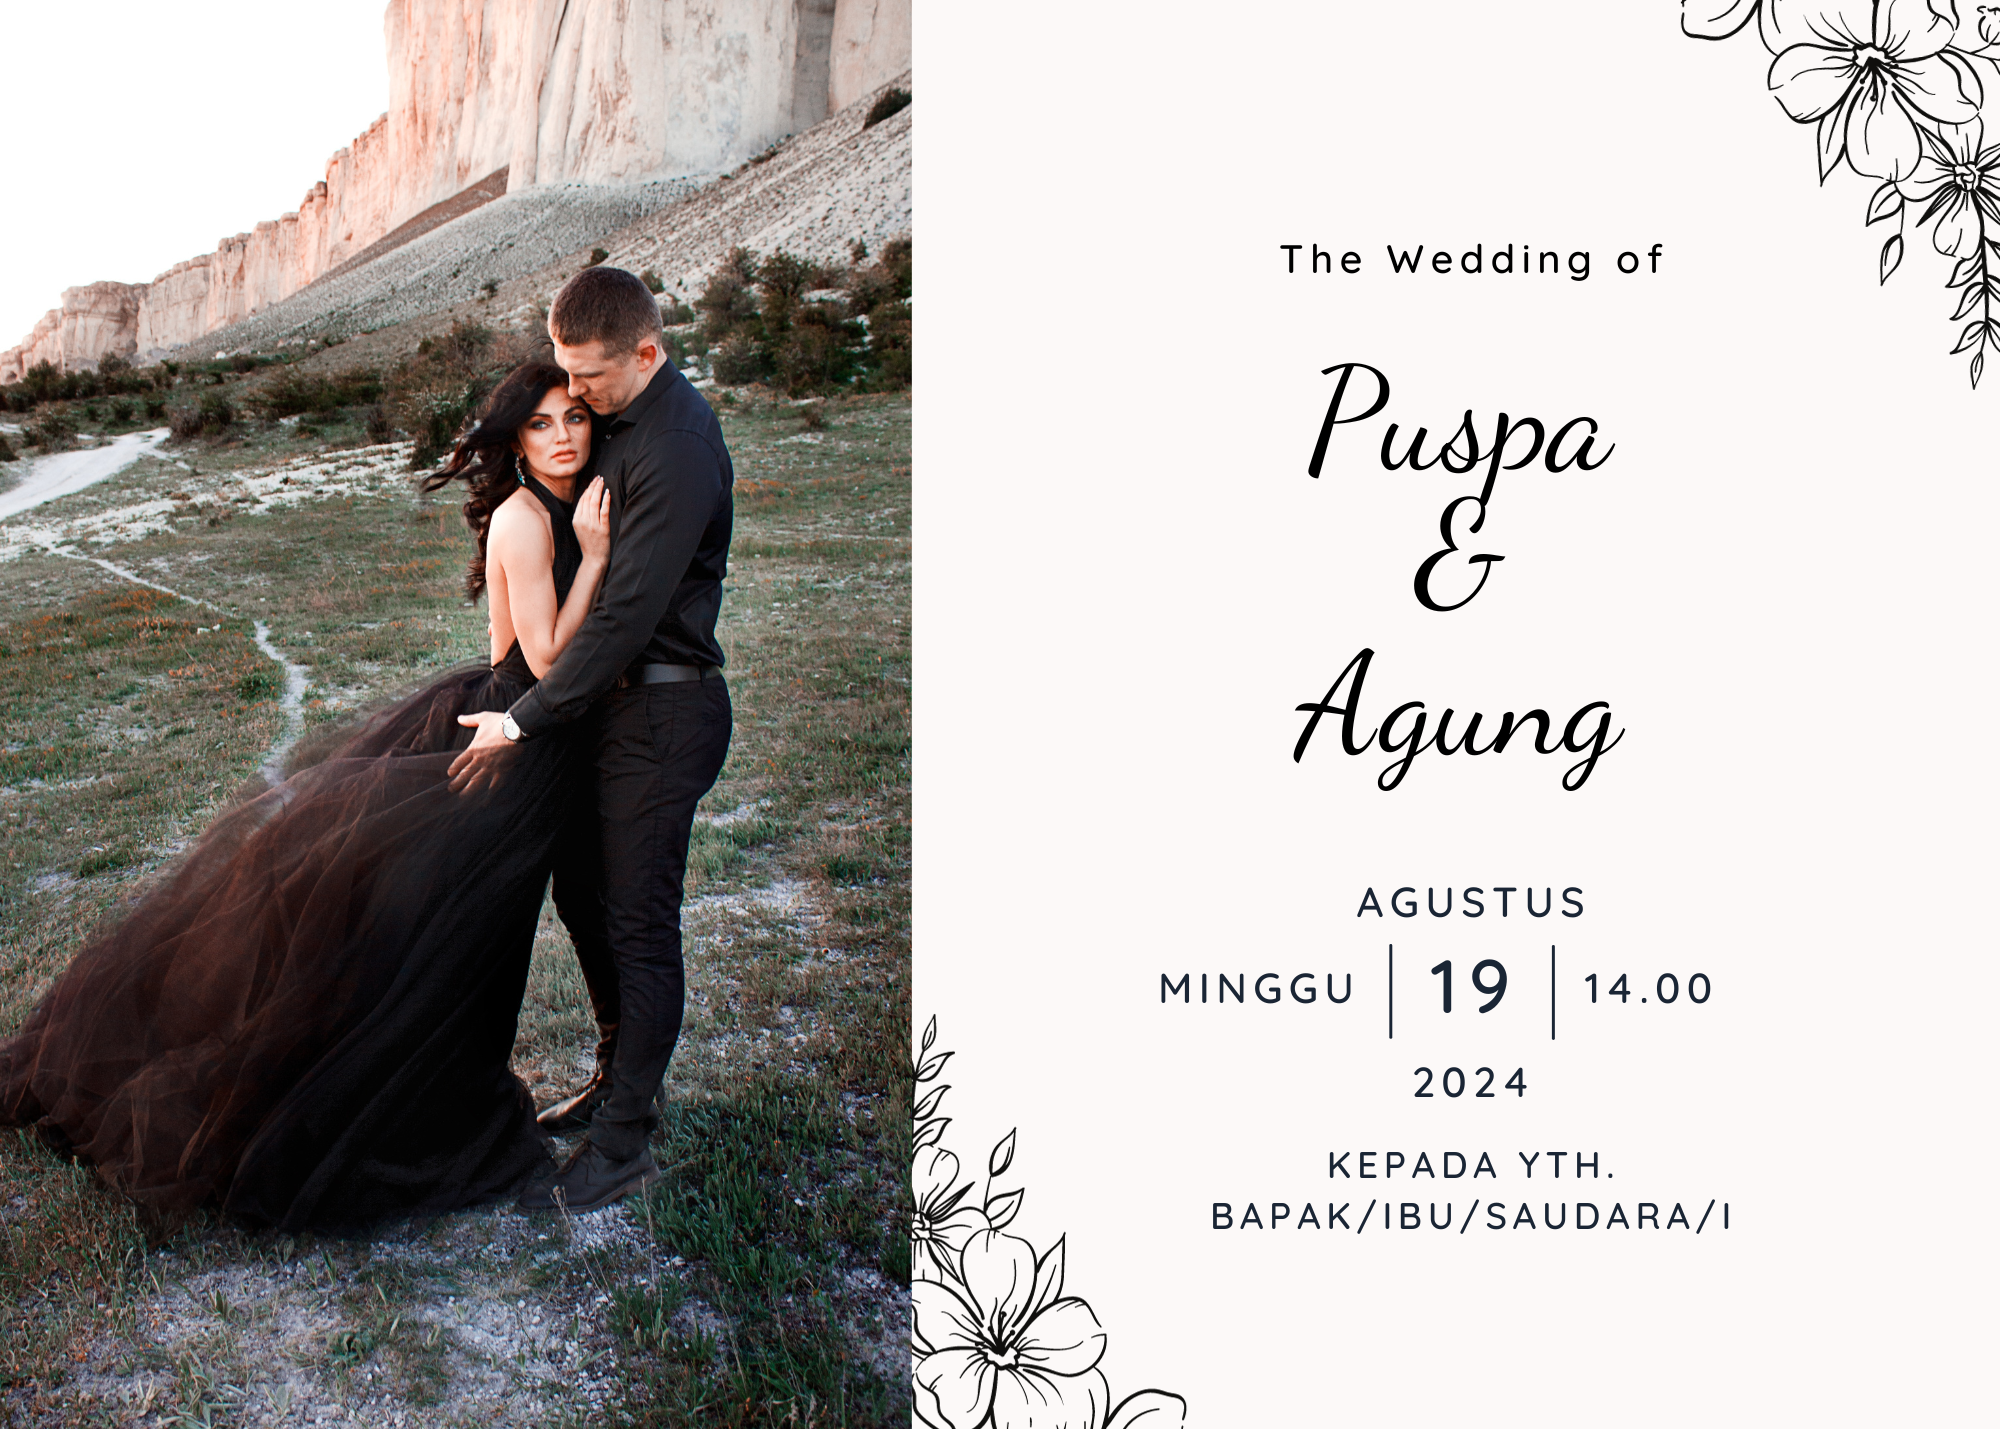 The Wedding of
Puspa
&
Agung
AGUSTUS
MINGGU | 19 | 14.00
2024
KEPADA YTH.
BAPAK/IBU/SAUDARA/I